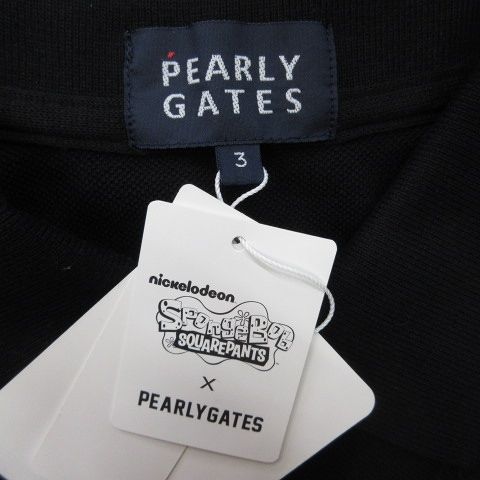 PEARLY
GATES
3
nickelodeon
SpongeBob
SQUAREPANTS
×
PEARLYGATES